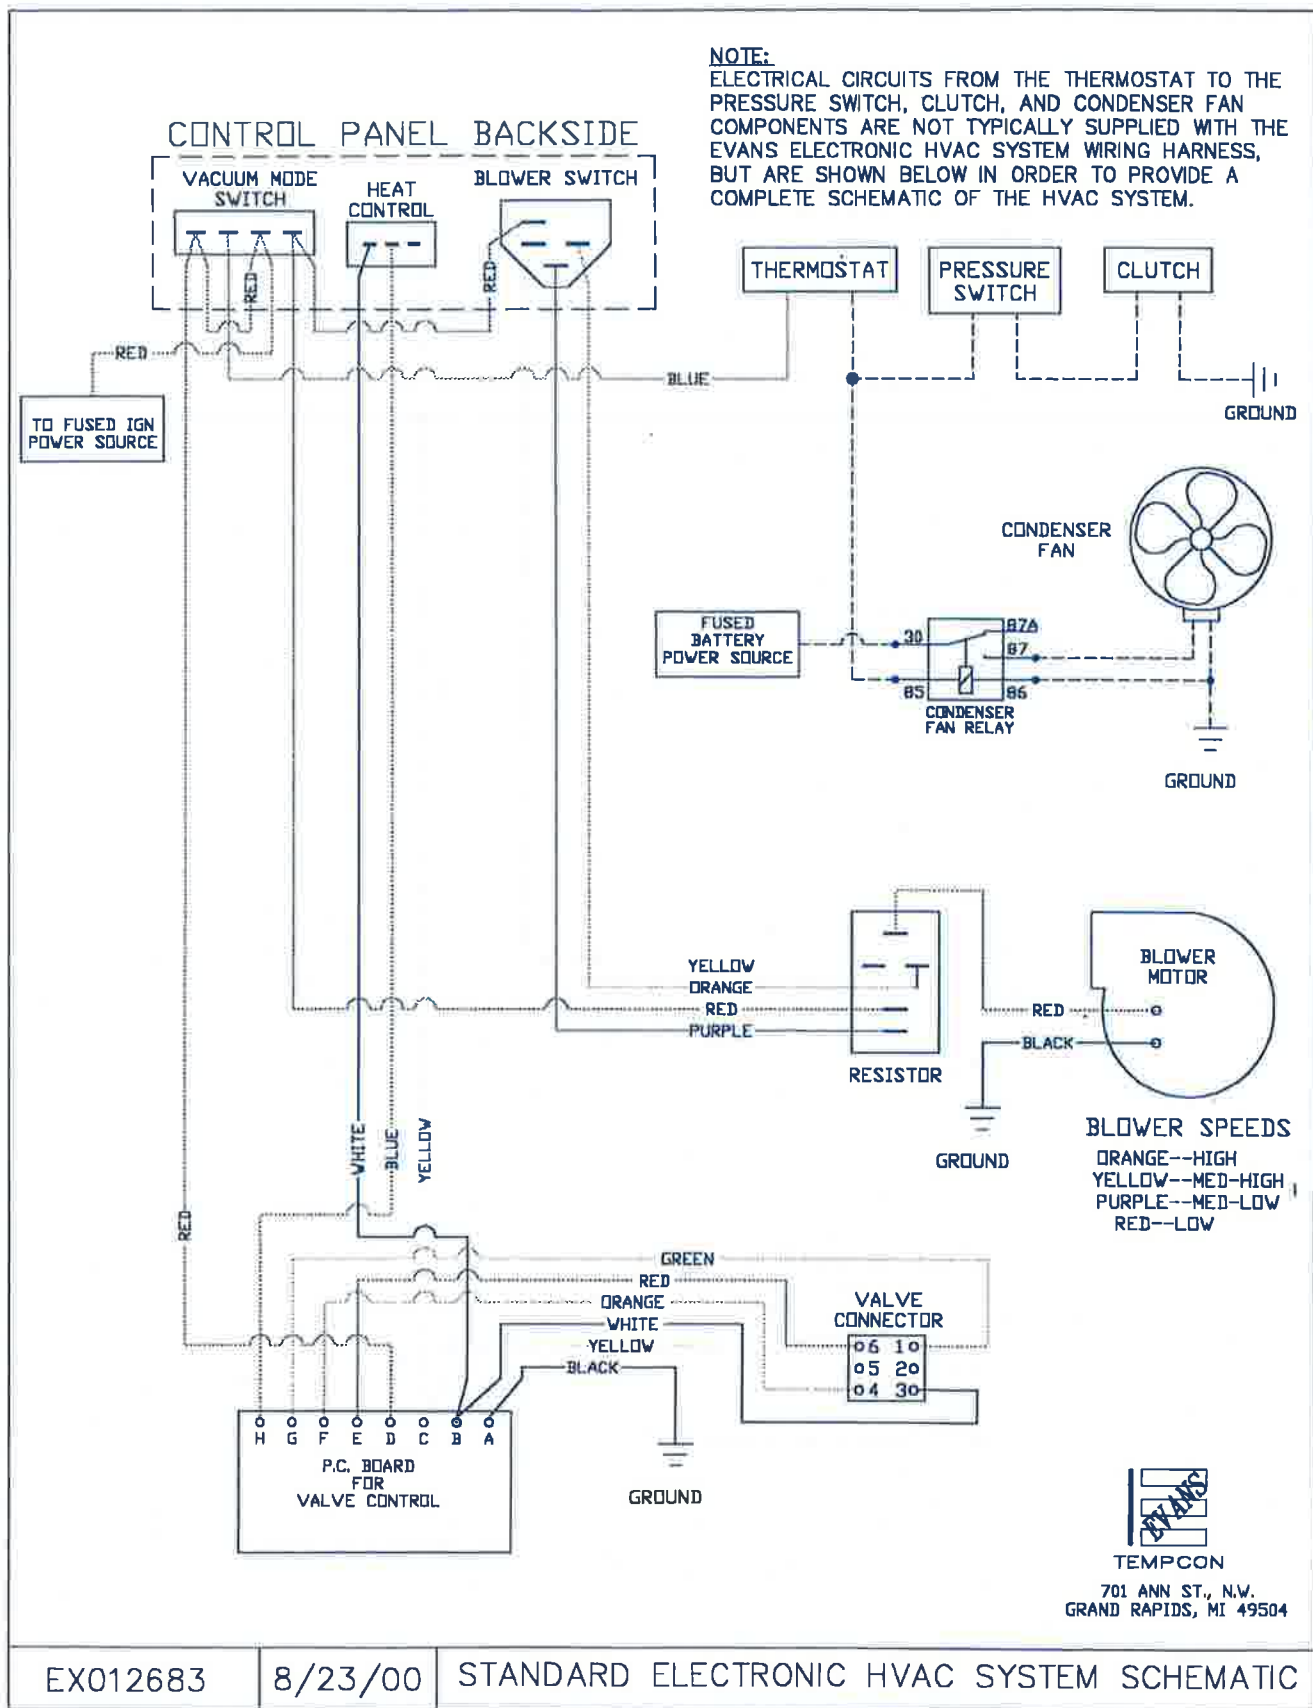 NOTE:
ELECTRICAL CIRCUITS FROM THE THERMOSTAT TO THE
PRESSURE SWITCH, CLUTCH, AND CONDENSER FAN
COMPONENTS ARE NOT TYPICALLY SUPPLIED WITH THE
EVANS ELECTRONIC HVAC SYSTEM WIRING HARNESS,
BUT ARE SHOWN BELOW IN ORDER TO PROVIDE A
COMPLETE SCHEMATIC OF THE HVAC SYSTEM.
CONTROL PANEL BACKSIDE
VACUUM MODE
SWITCH
HEAT
CONTROL
BLOWER SWITCH
RED
RED
THERMOSTAT
PRESSURE
SWITCH
CLUTCH
RED
BLUE
TO FUSED IGN
POWER SOURCE
GROUND
CONDENSER
FAN
FUSED
BATTERY
POWER SOURCE
30
87A
87
85
86
CONDENSER
FAN RELAY
GROUND
YELLOW
ORANGE
RED
PURPLE
RESISTOR
BLOWER
MOTOR
RED
BLACK
GROUND
BLOWER SPEEDS
ORANGE--HIGH
YELLOW--MED-HIGH
PURPLE--MED-LOW
RED--LOW
WHITE
BLUE
YELLOW
RED
GREEN
RED
ORANGE
WHITE
YELLOW
BLACK
VALVE
CONNECTOR
6 1
5 2
4 3
H G F E D C B A
P.C. BOARD
FOR
VALVE CONTROL
GROUND
EVANS
TEMPCON
701 ANN ST., N.W.
GRAND RAPIDS, MI 49504
EX012683
8/23/00
STANDARD ELECTRONIC HVAC SYSTEM SCHEMATIC